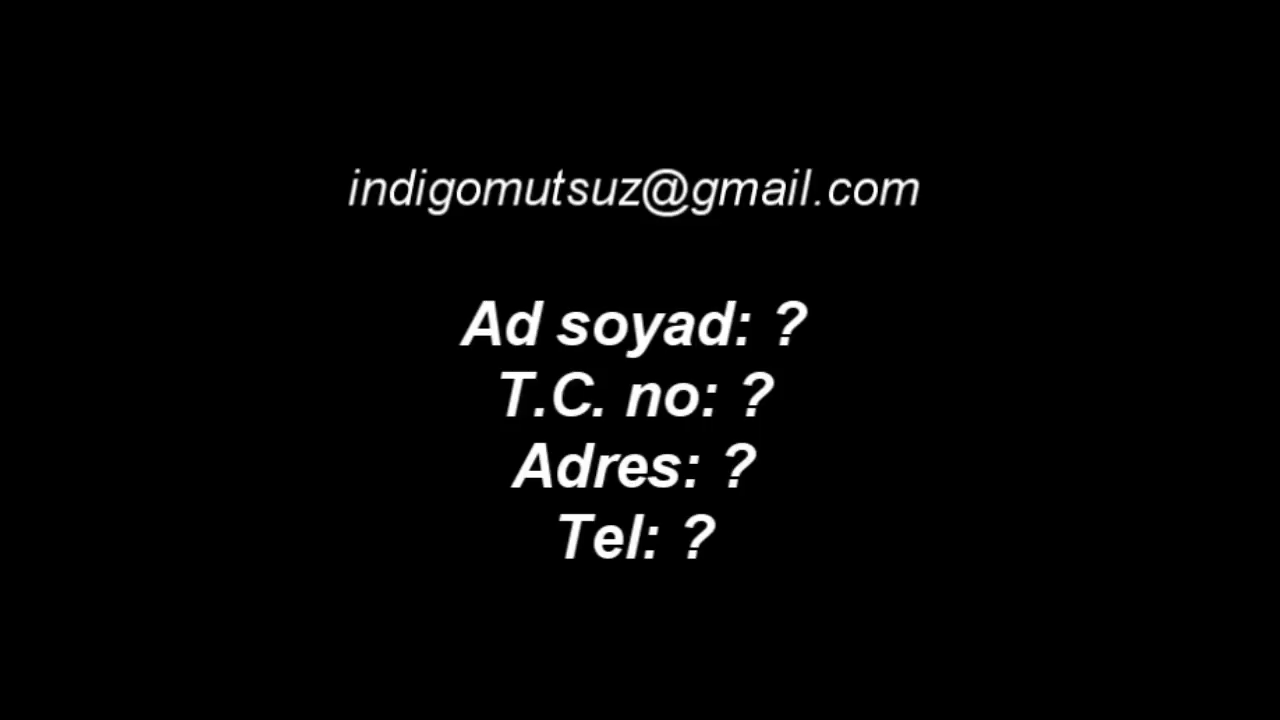 indigomutsuz@gmail.com
Ad soyad: ?
T.C. no: ?
Adres: ?
Tel: ?